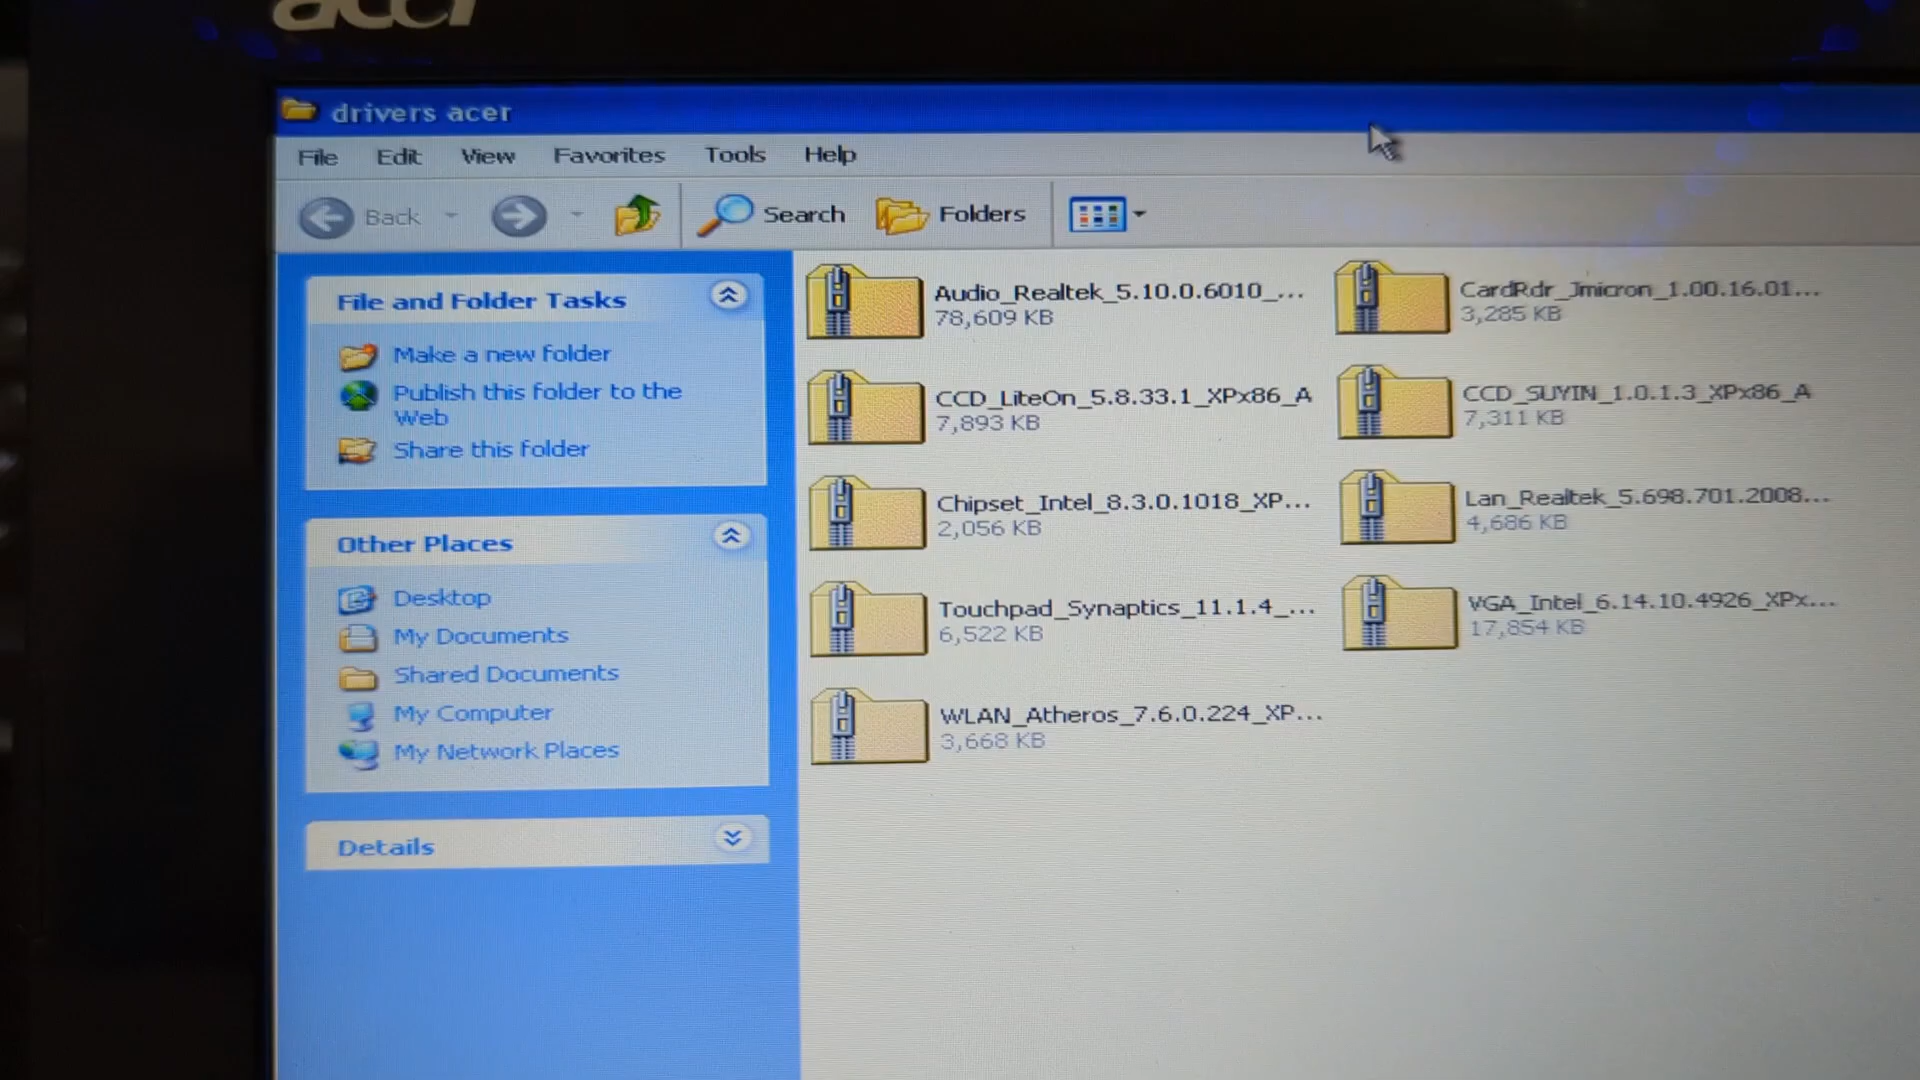 acer
drivers acer
File Edit View Favorites Tools Help
Back Search Folders
File and Folder Tasks
Make a new folder
Publish this folder to the
Web
Share this folder
Other Places
Desktop
My Documents
Shared Documents
My Computer
My Network Places
Details
Audio_Realtek_5.10.0.6010_...
78,609 KB
CardRdr_Jmicron_1.00.16.01...
3,285 KB
CCD_LiteOn_5.8.33.1_XPx86_A
7,893 KB
CCD_SUYIN_1.0.1.3_XPx86_A
7,311 KB
Chipset_Intel_8.3.0.1018_XP...
2,056 KB
Lan_Realtek_5.698.701.2008...
4,686 KB
Touchpad_Synaptics_11.1.4_...
6,522 KB
VGA_Intel_6.14.10.4926_XPx...
17,854 KB
WLAN_Atheros_7.6.0.224_XP...
3,668 KB